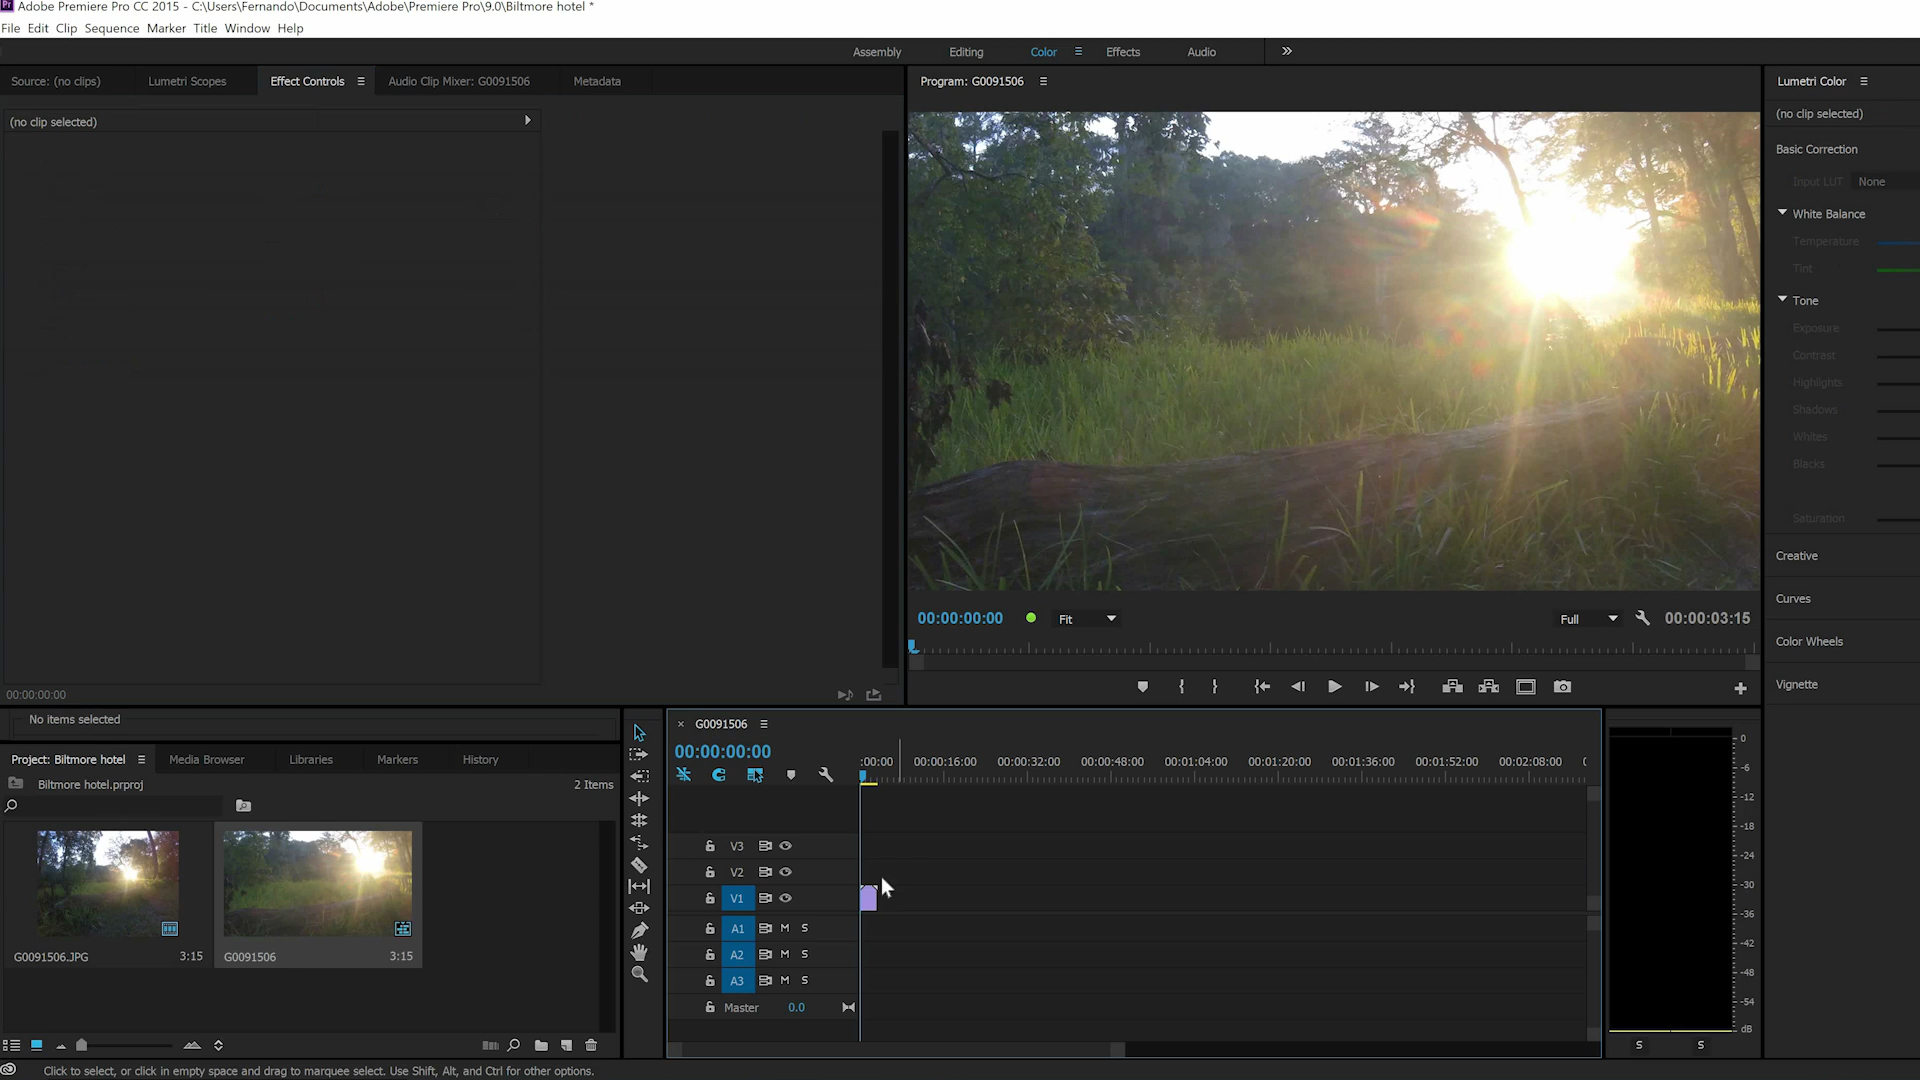 Pr Adobe Premiere Pro CC 2015 - C:\Users\Fernando\Documents\Adobe\Premiere Pro\9.0\Biltmore hotel *
File Edit Clip Sequence Marker Title Window Help
Assembly Editing Color Effects Audio
Source: (no clips) Lumetri Scopes Effect Controls Audio Clip Mixer: G0091506 Metadata
Program: G0091506
Lumetri Color
(no clip selected)
(no clip selected)
Basic Correction
Input LUT None
White Balance
Temperature
Tint
Tone
Exposure
Contrast
Highlights
Shadows
Whites
Blacks
Saturation
Creative
Curves
Color Wheels
Vignette
00:00:00:00 Fit Full 00:00:03:15
00:00:00:00
No items selected
Project: Biltmore hotel Media Browser Libraries Markers History
Biltmore hotel.prproj 2 Items
G0091506.JPG 3:15 G0091506 3:15
G0091506
00:00:00:00
:00:00 00:00:16:00 00:00:32:00 00:00:48:00 00:01:04:00 00:01:20:00 00:01:36:00 00:01:52:00 00:02:08:00
V3
V2
V1
A1 M S
A2 M S
A3 M S
Master 0.0
0
-6
-12
-18
-24
-30
-36
-42
-48
-54
dB
S S
Click to select, or click in empty space and drag to marquee select. Use Shift, Alt, and Ctrl for other options.